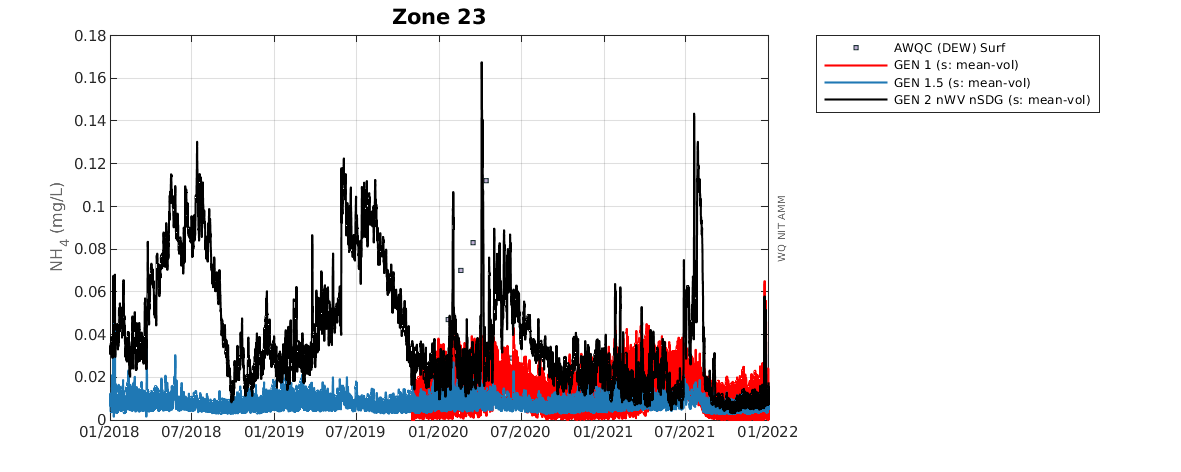 Zone 23
0.18
0.16
0.14
0.12
0.1
0.08
0.06
0.04
0.02
0
NH4 (mg/L)
01/2018 07/2018 01/2019 07/2019 01/2020 07/2020 01/2021 07/2021 01/2022
WQ NIT AMM
AWQC (DEW) Surf
GEN 1 (s: mean-vol)
GEN 1.5 (s: mean-vol)
GEN 2 nWV nSDG (s: mean-vol)